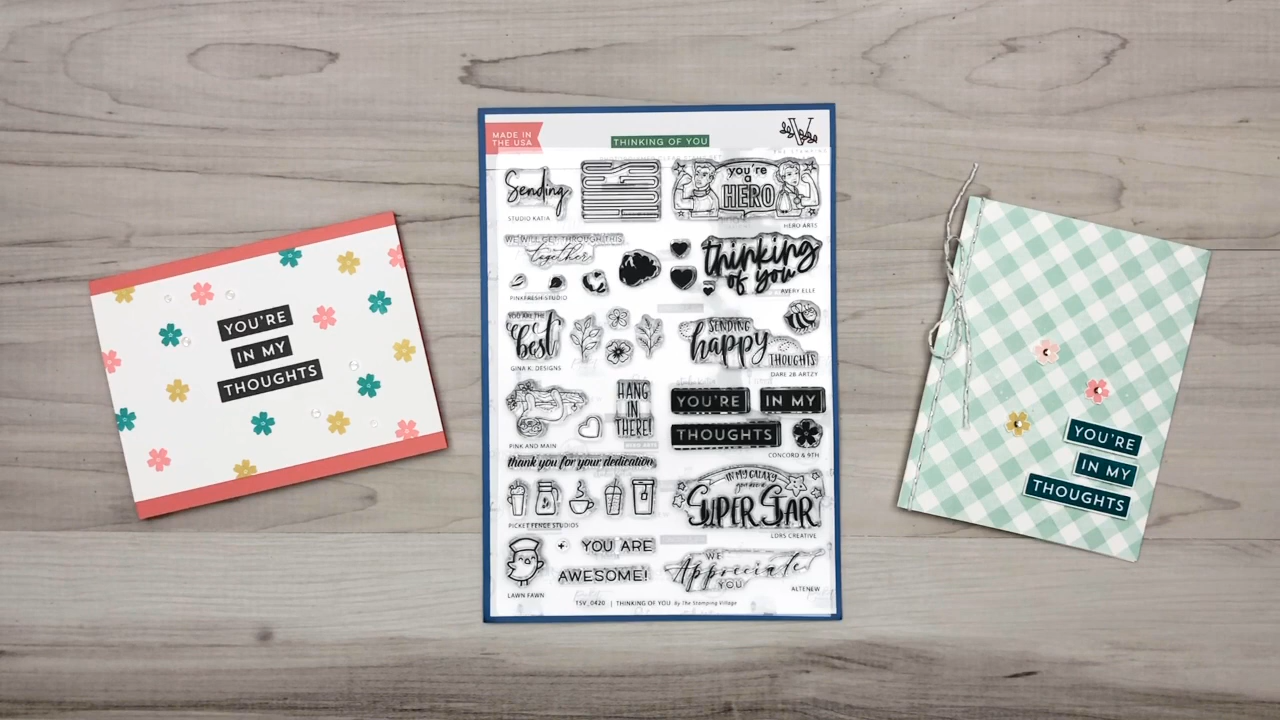 YOU'RE
IN MY
THOUGHTS
MADE IN
THE USA
THINKING OF YOU
V
Sending
HUGS
STUDIO KATIA
you're
a
HERO
HERO ARTS
WE WILL GET THROUGH THIS
together
PINKFRESH STUDIO
thinking
of you
AVERY ELLE
YOU ARE THE
best
GINA K. DESIGNS
SENDING
happy
THOUGHTS
DARE 2B ARTZY
HANG
IN
THERE!
PINK AND MAIN
YOU'RE
IN MY
THOUGHTS
CONCORD & 9TH
thank you for your dedication
PICKET FENCE STUDIOS
IN MY GALAXY
you are a
SUPER STAR
LDRS CREATIVE
YOU ARE
AWESOME!
LAWN FAWN
WE
Appreciate
YOU
ALTENEW
TSV_0420 | THINKING OF YOU By The Stamping Village
YOU'RE
IN MY
THOUGHTS